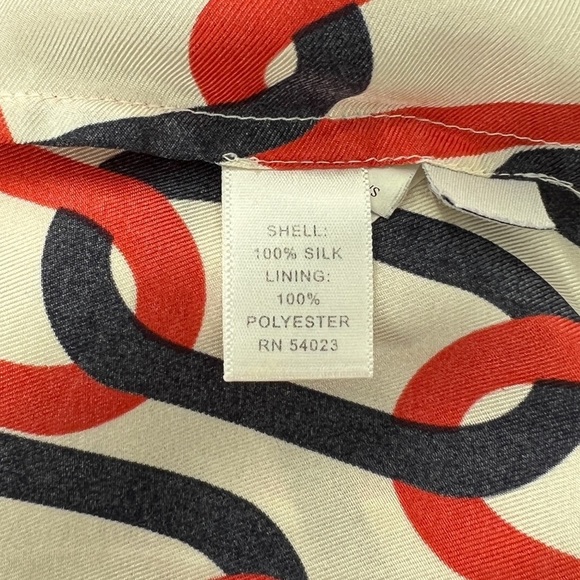 SHELL:
100% SILK
LINING:
100%
POLYESTER
RN 54023